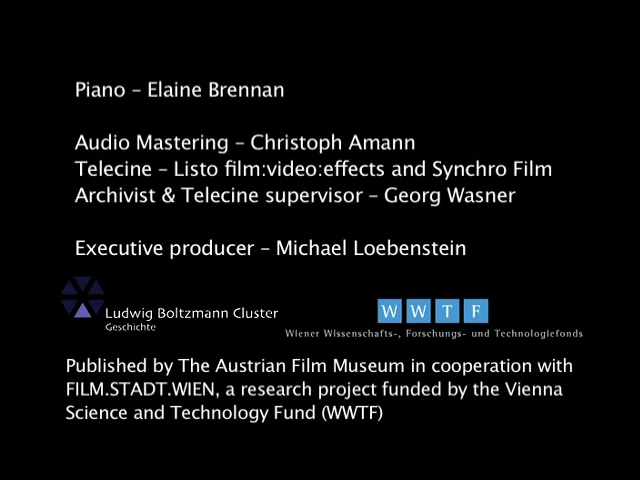 Piano – Elaine Brennan
Audio Mastering – Christoph Amann
Telecine – Listo film:video:effects and Synchro Film
Archivist & Telecine supervisor – Georg Wasner
Executive producer – Michael Loebenstein
Ludwig Boltzmann Cluster
Geschichte
WWTF
Wiener Wissenschafts-, Forschungs- und Technologiefonds
Published by The Austrian Film Museum in cooperation with
FILM.STADT.WIEN, a research project funded by the Vienna
Science and Technology Fund (WWTF)